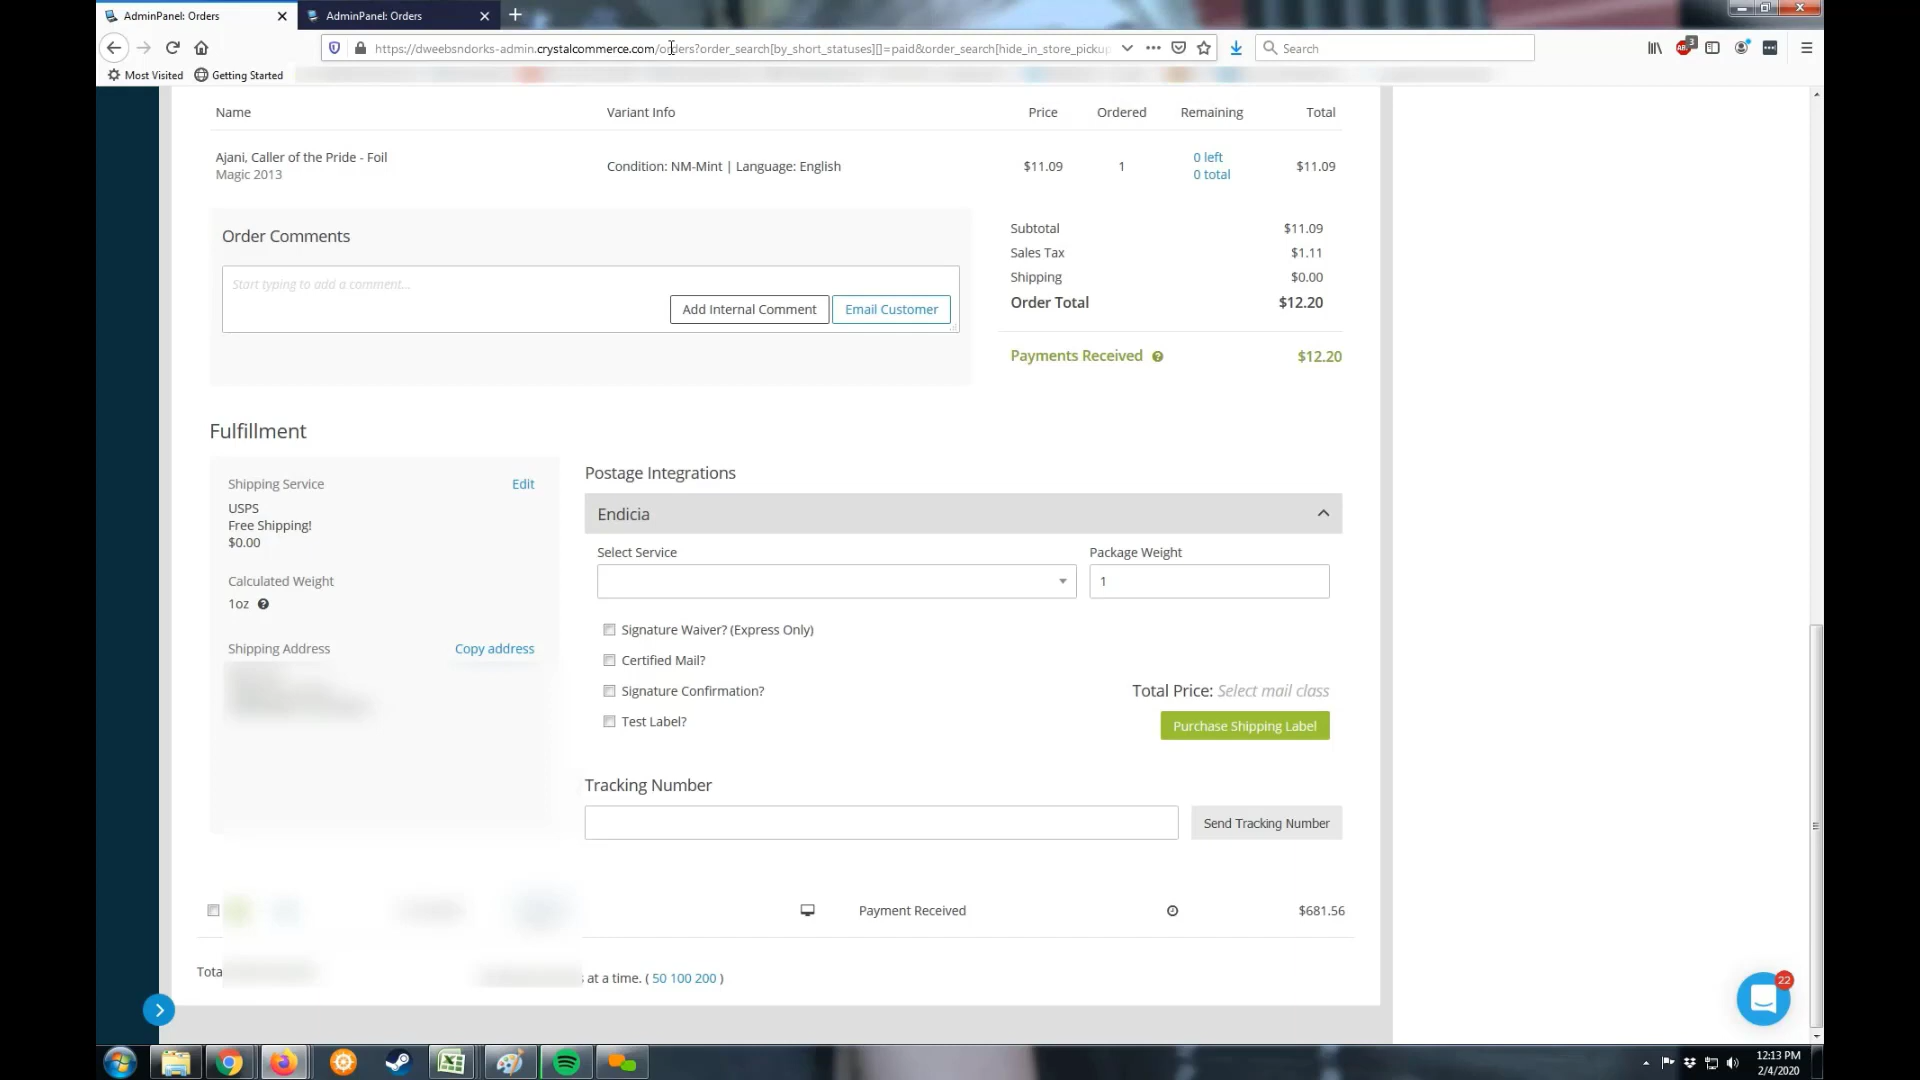 AdminPanel: Orders
AdminPanel: Orders
https://dweebsndorks-admin.crystalcommerce.com/orders?order_search[by_short_statuses][]=paid&order_search[hide_in_store_pickup
Search
3
Most Visited
Getting Started
Name Variant Info Price Ordered Remaining Total
Ajani, Caller of the Pride - Foil
Magic 2013
Condition: NM-Mint | Language: English
$11.09
1
0 left
0 total
$11.09
Order Comments
Start typing to add a comment...
Add Internal Comment
Email Customer
Subtotal $11.09
Sales Tax $1.11
Shipping $0.00
Order Total $12.20
Payments Received ? $12.20
Fulfillment
Shipping Service Edit
USPS
Free Shipping!
$0.00
Calculated Weight
1oz ?
Shipping Address Copy address
Postage Integrations
Endicia
Select Service
Package Weight
1
Signature Waiver? (Express Only)
Certified Mail?
Signature Confirmation?
Test Label?
Total Price: Select mail class
Purchase Shipping Label
Tracking Number
Send Tracking Number
Payment Received
$681.56
at a time. ( 50 100 200 )
22
12:13 PM
2/4/2020